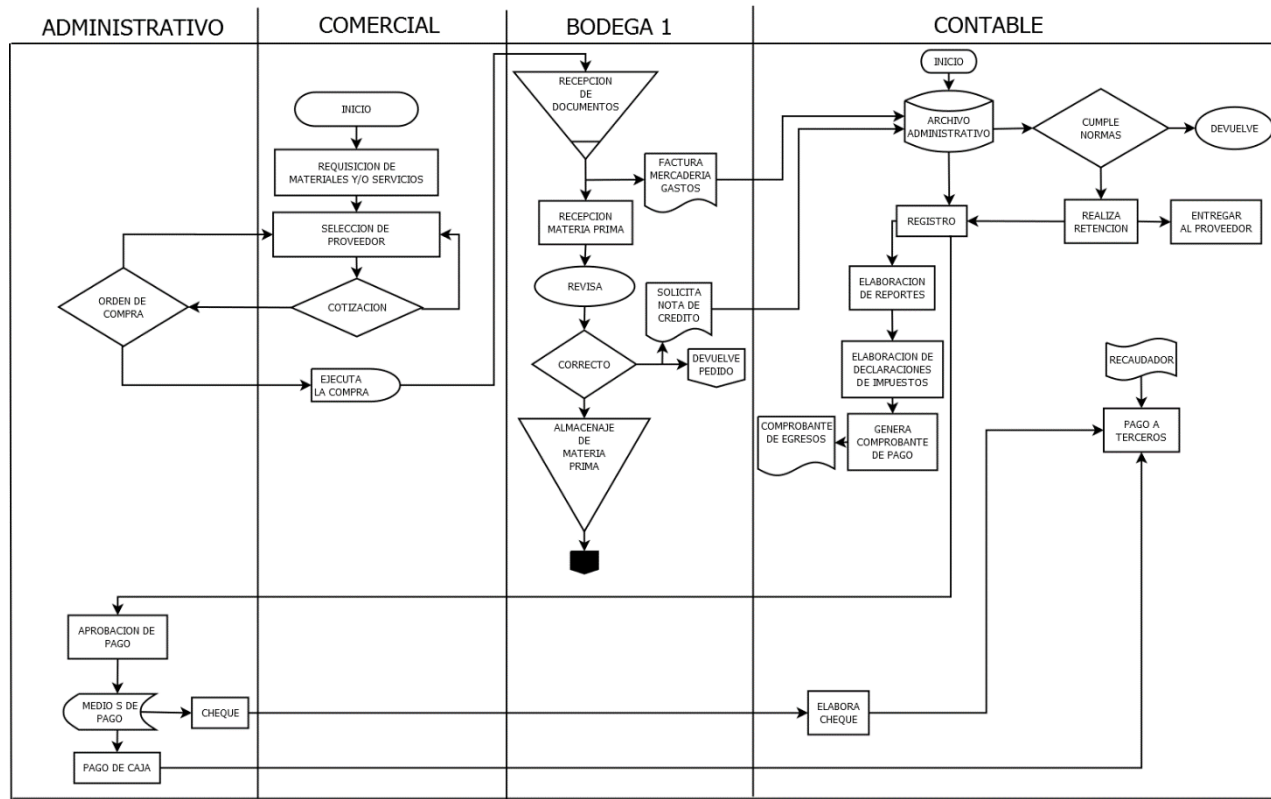 ADMINISTRATIVO
COMERCIAL
BODEGA 1
CONTABLE
ORDEN DE
COMPRA
APROBACION DE
PAGO
MEDIO S DE
PAGO
CHEQUE
PAGO DE CAJA
INICIO
REQUISICION DE
MATERIALES Y/O SERVICIOS
SELECCION DE
PROVEEDOR
COTIZACION
EJECUTA
LA COMPRA
RECEPCION
DE
DOCUMENTOS
FACTURA
MERCADERIA
GASTOS
RECEPCION
MATERIA PRIMA
REVISA
SOLICITA
NOTA DE
CREDITO
CORRECTO
DEVUELVE
PEDIDO
ALMACENAJE
DE
MATERIA
PRIMA
INICIO
ARCHIVO
ADMINISTRATIVO
CUMPLE
NORMAS
DEVUELVE
REGISTRO
REALIZA
RETENCION
ENTREGAR
AL PROVEEDOR
ELABORACION
DE REPORTES
ELABORACION DE
DECLARACIONES
DE IMPUESTOS
COMPROBANTE
DE EGRESOS
GENERA
COMPROBANTE
DE PAGO
RECAUDADOR
PAGO A
TERCEROS
ELABORA
CHEQUE